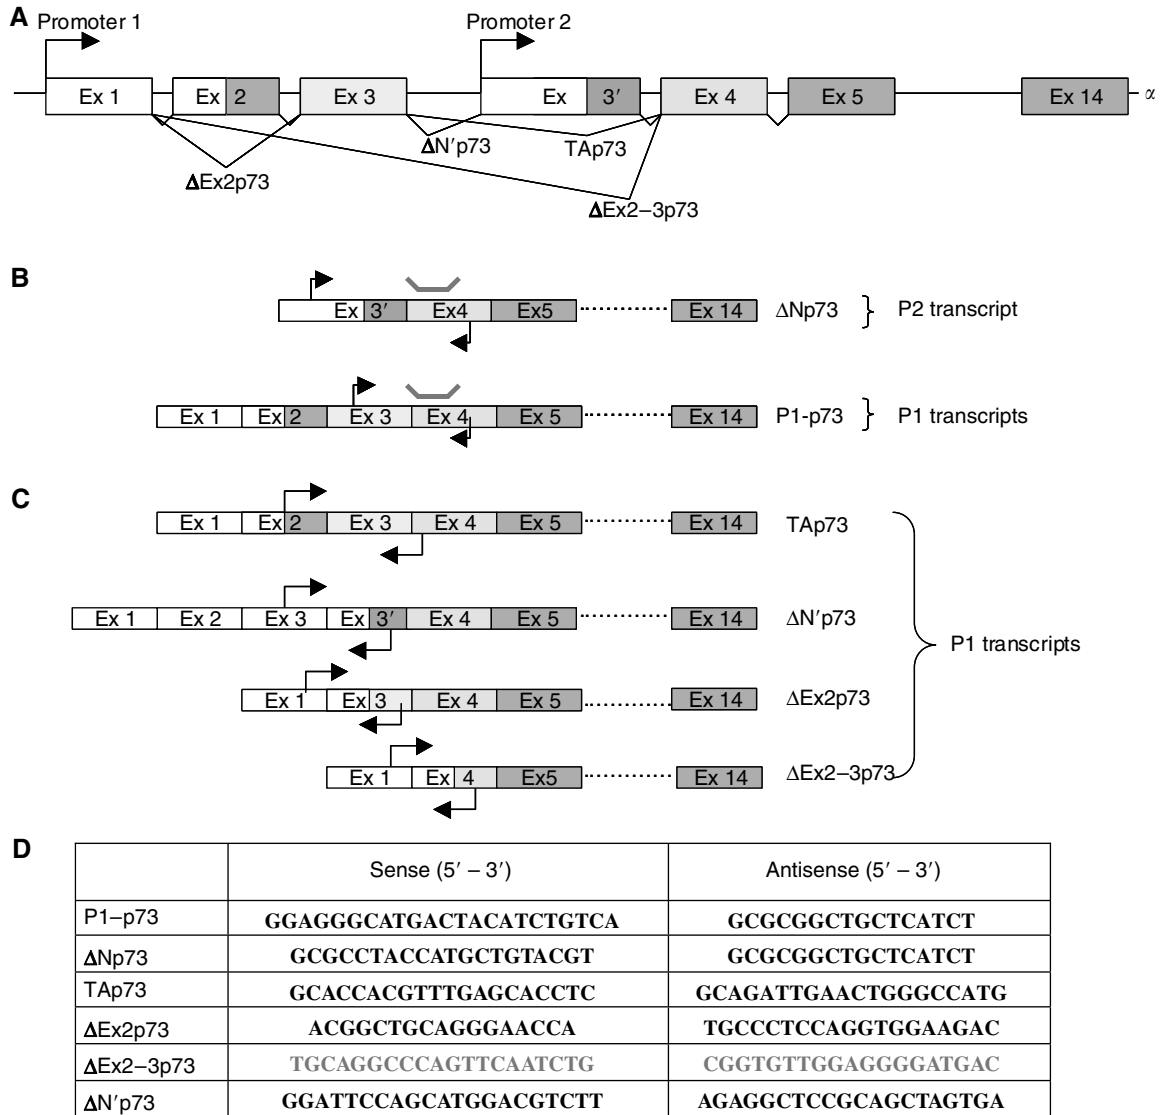 A
Promoter 1 Promoter 2
Ex 1 Ex 2 Ex 3 Ex 3′ Ex 4 Ex 5 Ex 14 α
ΔN′p73 TAp73
ΔEx2p73
ΔEx2–3p73
B
Ex 3′ Ex4 Ex5 Ex 14 ΔNp73 } P2 transcript
Ex 1 Ex 2 Ex 3 Ex 4 Ex 5 Ex 14 P1-p73 } P1 transcripts
C
Ex 1 Ex 2 Ex 3 Ex 4 Ex 5 Ex 14 TAp73
Ex 1 Ex 2 Ex 3 Ex 3′ Ex 4 Ex 5 Ex 14 ΔN′p73
P1 transcripts
Ex 1 Ex 3 Ex 4 Ex 5 Ex 14 ΔEx2p73
Ex 1 Ex 4 Ex5 Ex 14 ΔEx2–3p73
D
Sense (5′ – 3′) Antisense (5′ – 3′)
P1–p73 GGAGGGCATGACTACATCTGTCA GCGCGGCTGCTCATCT
ΔNp73 GCGCCTACCATGCTGTACGT GCGCGGCTGCTCATCT
TAp73 GCACCACGTTTGAGCACCTC GCAGATTGAACTGGGCCATG
ΔEx2p73 ACGGCTGCAGGGAACCA TGCCCTCCAGGTGGAAGAC
ΔEx2–3p73 TGCAGGCCCAGTTCAATCTG CGGTGTTGGAGGGGATGAC
ΔN′p73 GGATTCCAGCATGGACGTCTT AGAGGCTCCGCAGCTAGTGA